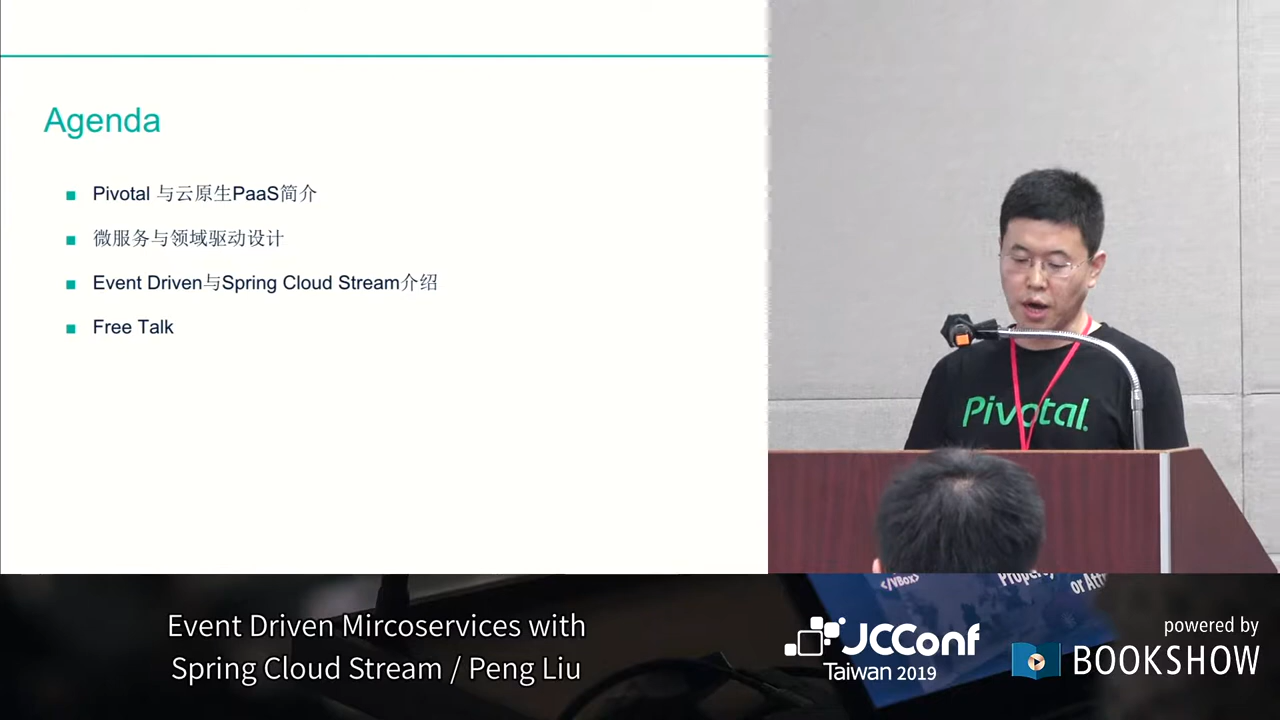 Agenda
Pivotal 与云原生PaaS简介
微服务与领域驱动设计
Event Driven与Spring Cloud Stream介绍
Free Talk
Pivotal.
</VBox>
Event Driven Mircoservices with
Spring Cloud Stream / Peng Liu
JCConf
Taiwan 2019
powered by
BOOKSHOW